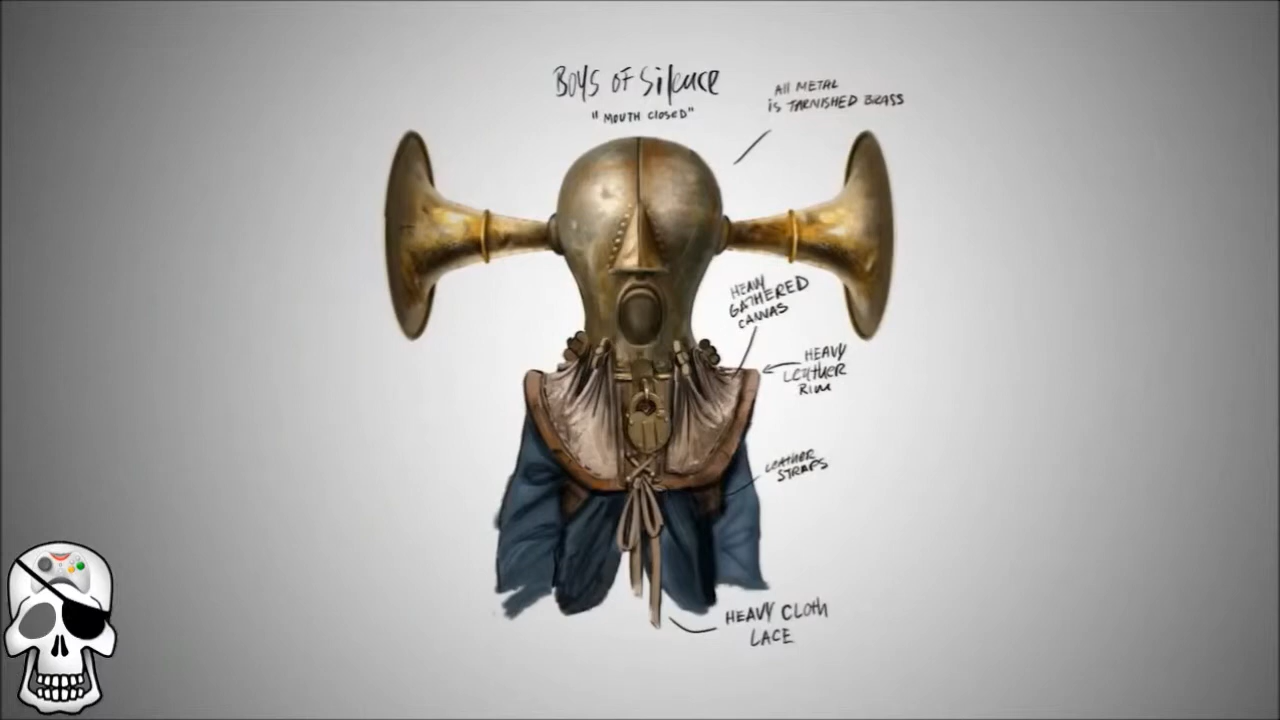 BOYS OF SilENCE
"MOUTH ClOSED"
All METAL
is TARNISHED BRASS
HEAVY
GATHERED
CANVAS
HEAVY
LEATHER
RIM
LEATHER
STRAPS
HEAVY CLOTh
LACE